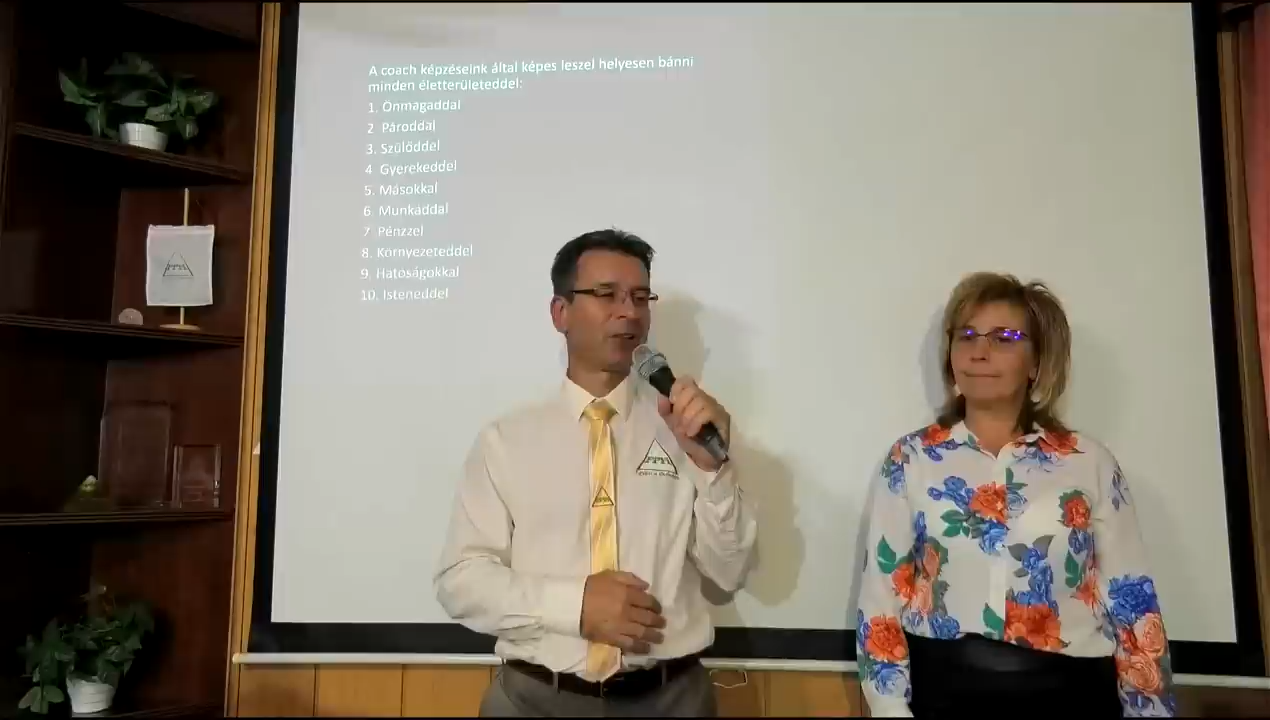 A coach képzéseink által képes leszel helyesen bánni
minden életterületeddel:
1. Önmagaddal
2 Pároddal
3. Szülőddel
4 Gyerekeddel
5. Másokkal
6. Munkáddal
7 Pénzzel
8. Környezeteddel
9. Hatóságokkal
10. Isteneddel